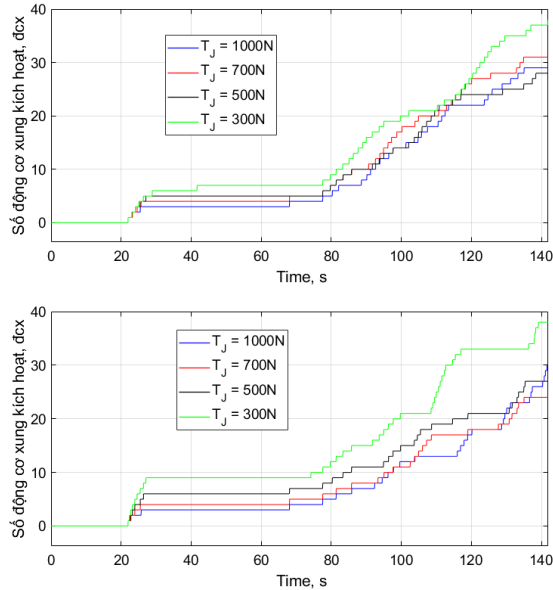 40
30
20
10
0
Số động cơ xung kích hoạt, đcx
T_J = 1000N
T_J = 700N
T_J = 500N
T_J = 300N
0 20 40 60 80 100 120 140
Time, s
40
30
20
10
0
Số động cơ xung kích hoạt, đcx
T_J = 1000N
T_J = 700N
T_J = 500N
T_J = 300N
0 20 40 60 80 100 120 140
Time, s